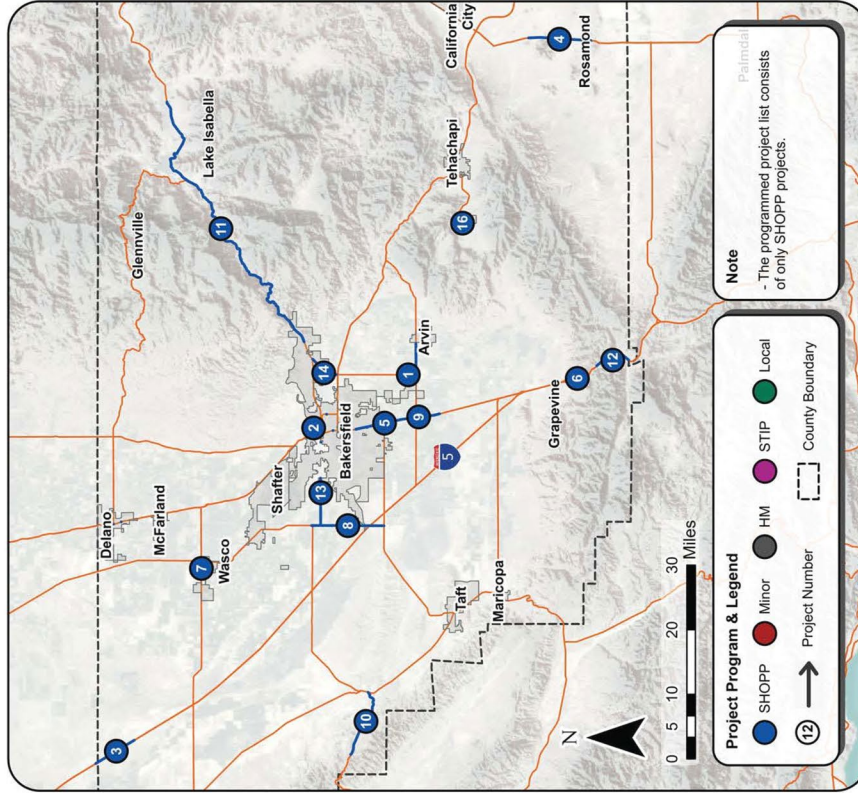 California
City
4
Rosamond
Lake Isabella
11
Glennville
Tehachapi
16
Delano
McFarland
7
Wasco
Shafter
2
14
13
Bakersfield
8
5
9
1
Arvin
5
3
10
Taft
Maricopa
Grapevine
6
12
Palmdal
N
0 5 10 20 30
Miles
Project Program & Legend
SHOPP
Minor
HM
STIP
Local
12
Project Number
County Boundary
Note
- The programmed project list consists
of only SHOPP projects.